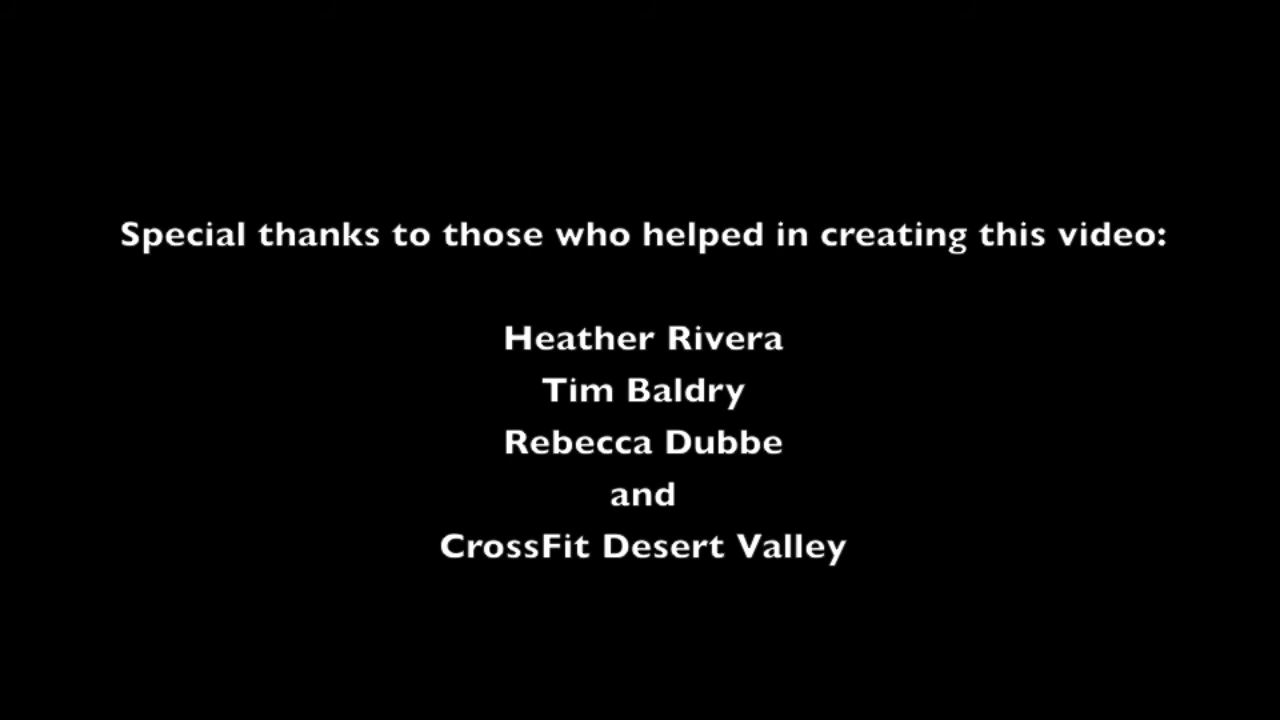 Special thanks to those who helped in creating this video:
Heather Rivera
Tim Baldry
Rebecca Dubbe
and
CrossFit Desert Valley